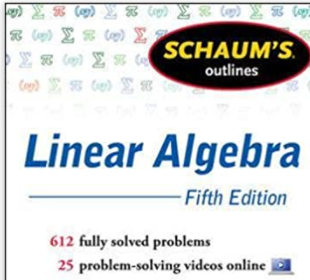 SCHAUM'S
outlines
Linear Algebra
Fifth Edition
612 fully solved problems
25 problem-solving videos online